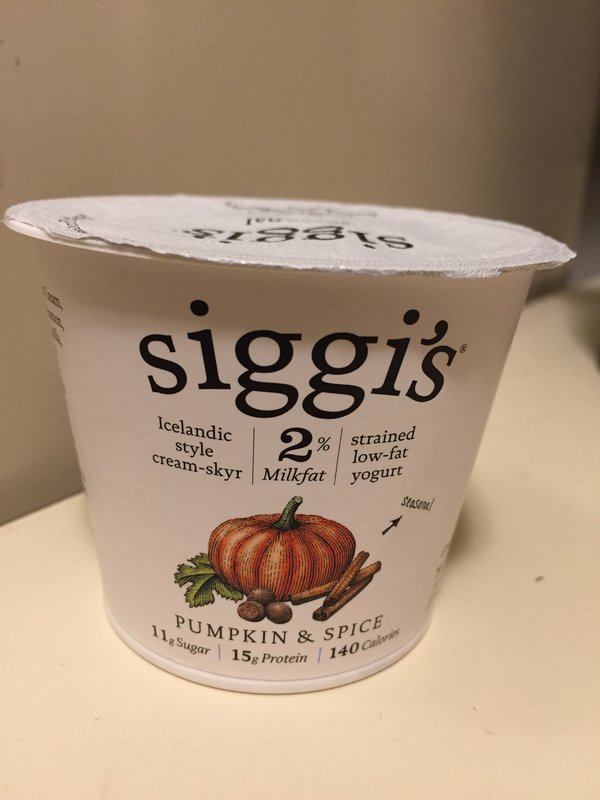 siggi's
siggi's®
Icelandic
style
cream-skyr
2%
Milkfat
strained
low-fat
yogurt
seasonal
PUMPKIN & SPICE
11g Sugar | 15g Protein | 140 Calories